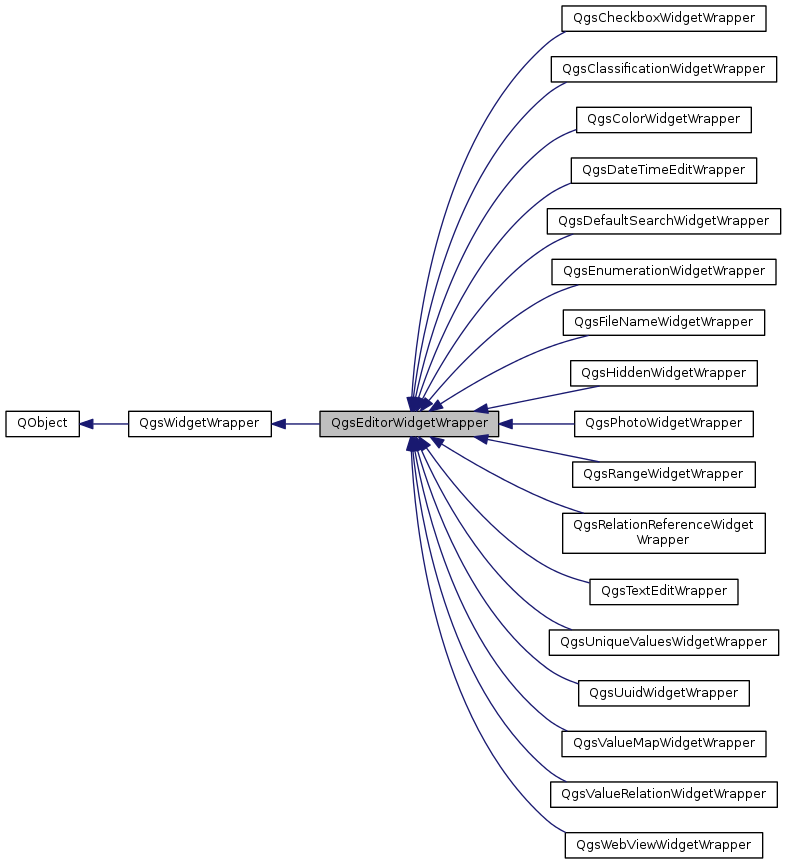 QgsCheckboxWidgetWrapper
QgsClassificationWidgetWrapper
QgsColorWidgetWrapper
QgsDateTimeEditWrapper
QgsDefaultSearchWidgetWrapper
QgsEnumerationWidgetWrapper
QgsFileNameWidgetWrapper
QgsHiddenWidgetWrapper
QObject
QgsWidgetWrapper
QgsEditorWidgetWrapper
QgsPhotoWidgetWrapper
QgsRangeWidgetWrapper
QgsRelationReferenceWidget
Wrapper
QgsTextEditWrapper
QgsUniqueValuesWidgetWrapper
QgsUuidWidgetWrapper
QgsValueMapWidgetWrapper
QgsValueRelationWidgetWrapper
QgsWebViewWidgetWrapper